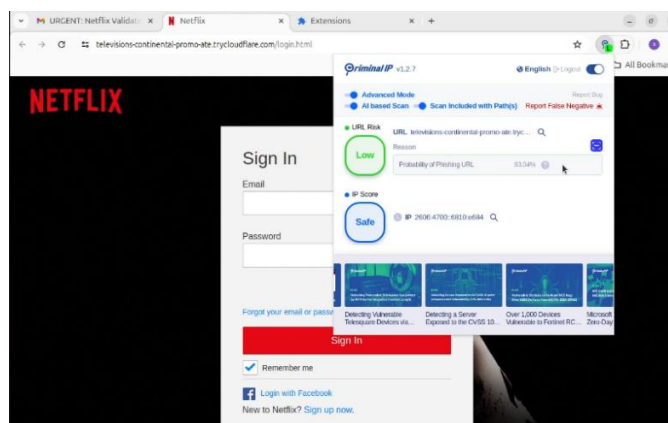 URGENT: Netflix Validat
Netflix
Extensions
televisions-continental-promo-ate.trycloudflare.com/login.html
All Bookma
NETFLIX
Criminal IP v1.2.7
English
Logout
Advanced Mode
Report Bug
AI based Scan
Scan Included with Path(s)
Report False Negative
URL Risk
Low
URL televisions-continental-promo-ate.tryc...
Reason
Probability of Phishing URL
93.04%
IP Score
Safe
IP 2606:4700::6810:e684
Detecting Vulnerable
Telesquare Devices via...
Detecting a Server
Exposed to the CVSS 10...
Over 1,000 Devices
Vulnerable to Fortinet RC...
Microsoft
Zero-Day
Sign In
Email
Password
Forgot your email or passw
Sign In
Remember me
Login with Facebook
New to Netflix? Sign up now.